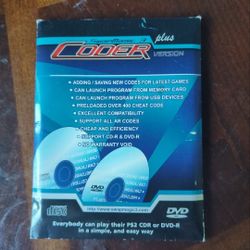 CODER plus
VERSION
• ADDING / SAVING NEW CODES FOR LATEST GAMES
• CAN LAUNCH PROGRAM FROM MEMORY CARD
• CAN LAUNCH PROGRAM FROM USB DEVICES
• PRELOADED OVER 400 CHEAT CODE
• EXCELLENT COMPATIBILITY
• SUPPORT ALL AR CODES
• CHEAP AND EFFICIENCY
• SUPPORT CD-R & DVD-R
• NO WARRANTY VOID
DVD
disc
DVD
Everybody can play their PS2 CDR or DVD-R
in a simple, and easy way